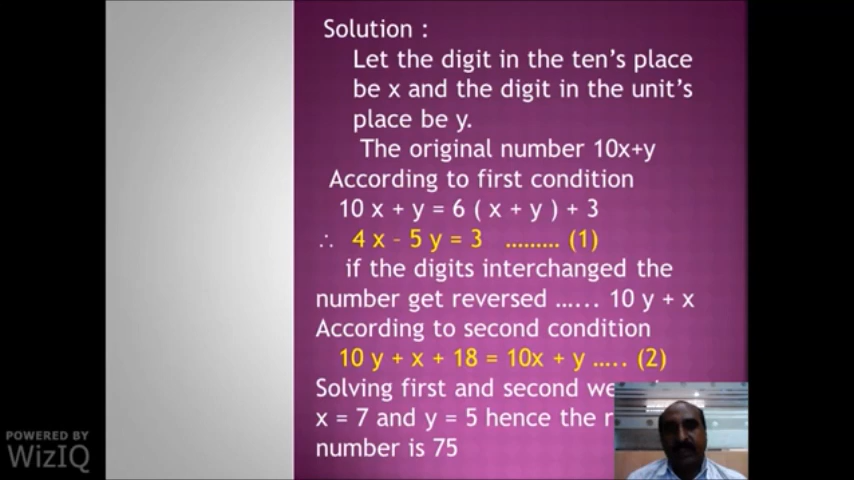 Solution :
Let the digit in the ten's place
be x and the digit in the unit's
place be y.
The original number 10x+y
According to first condition
10 x + y = 6 ( x + y ) + 3
∴ 4 x – 5 y = 3 ......... (1)
if the digits interchanged the
number get reversed ...... 10 y + x
According to second condition
10 y + x + 18 = 10x + y ..... (2)
Solving first and second we
x = 7 and y = 5 hence the
number is 75
POWERED BY
WizIQ